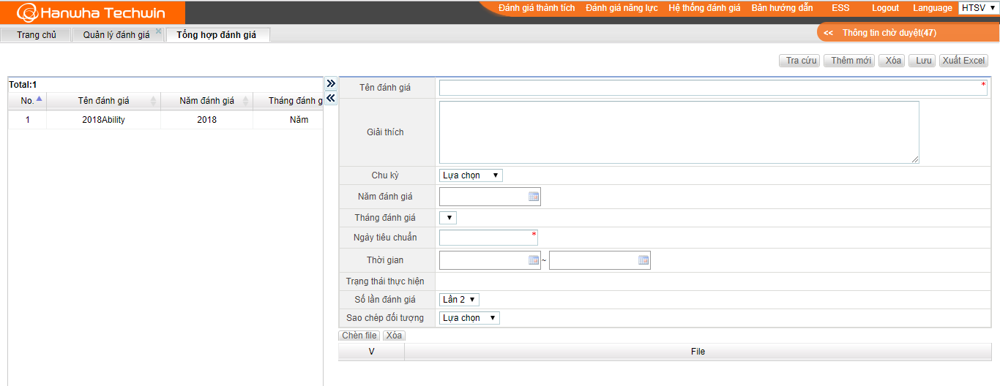 Hanwha Techwin
Đánh giá thành tích Đánh giá năng lực Hệ thống đánh giá Bản hướng dẫn ESS Logout Language HTSV
Trang chủ Quản lý đánh giá Tổng hợp đánh giá
<< Thông tin chờ duyệt(47)
Tra cứu Thêm mới Xóa Lưu Xuất Excel
Total:1
No. Tên đánh giá Năm đánh giá Tháng đánh g
1 2018Ability 2018 Năm
Tên đánh giá *
Giải thích
Chu kỳ Lựa chọn
Năm đánh giá
Tháng đánh giá
Ngày tiêu chuẩn *
Thời gian ~
Trạng thái thực hiện
Số lần đánh giá Lần 2
Sao chép đối tượng Lựa chọn
Chèn file Xóa
V File